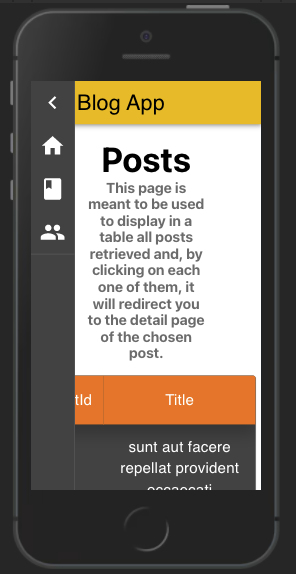 Blog App
Posts
This page is
meant to be used
to display in a
table all posts
retrieved and, by
clicking on each
one of them, it
will redirect you
to the detail page
of the chosen
post.
tId
Title
sunt aut facere
repellat provident
occaecati